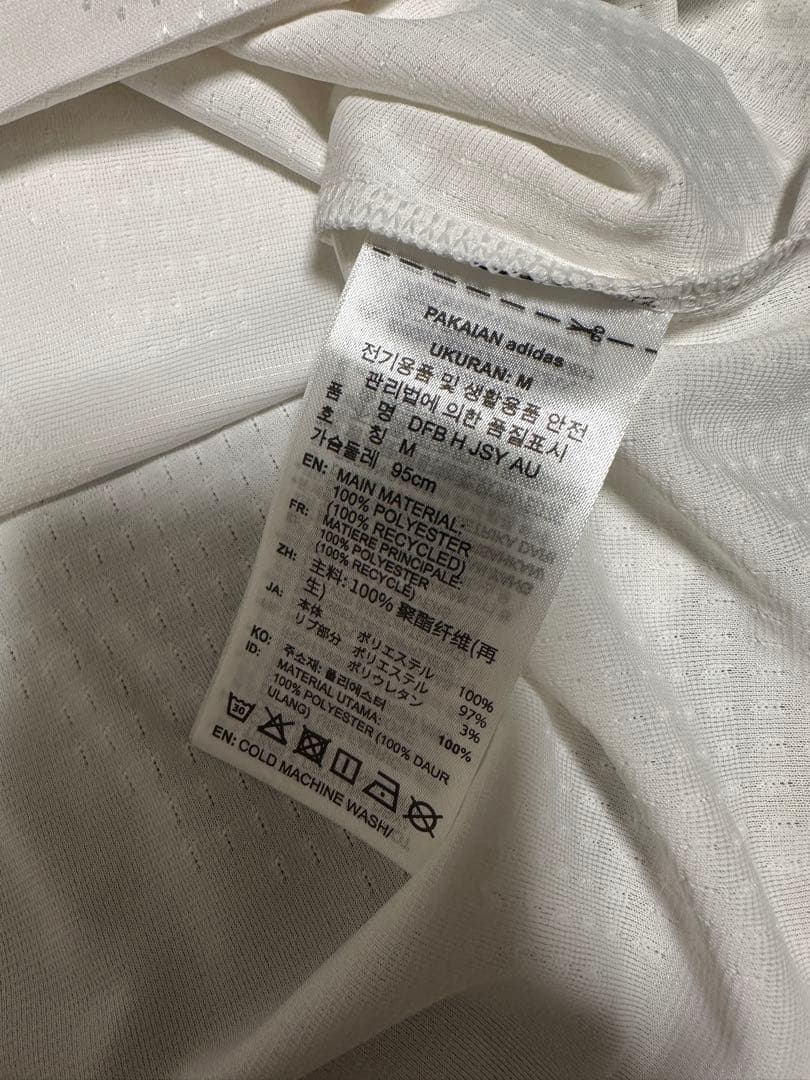 PAKAIAN adidas
UKURAN: M
전기용품 및 생활용품 안전
관리법에 의한 품질표시
품 명 DFB H JSY AU
호 칭 M
가슴둘레 95cm
EN: MAIN MATERIAL:
100% POLYESTER
(100% RECYCLED)
FR: MATIERE PRINCIPALE:
100% POLYESTER
(100% RECYCLE)
ZH: 主料: 100% 聚酯纤维(再
生)
JA: 本体 ポリエステル 100%
リブ部分 ポリエステル 97%
ポリウレタン 3%
KO: 주소재: 폴리에스터 100%
ID: MATERIAL UTAMA:
100% POLYESTER (100% DAUR
ULANG)
30
EN: COLD MACHINE WASH/